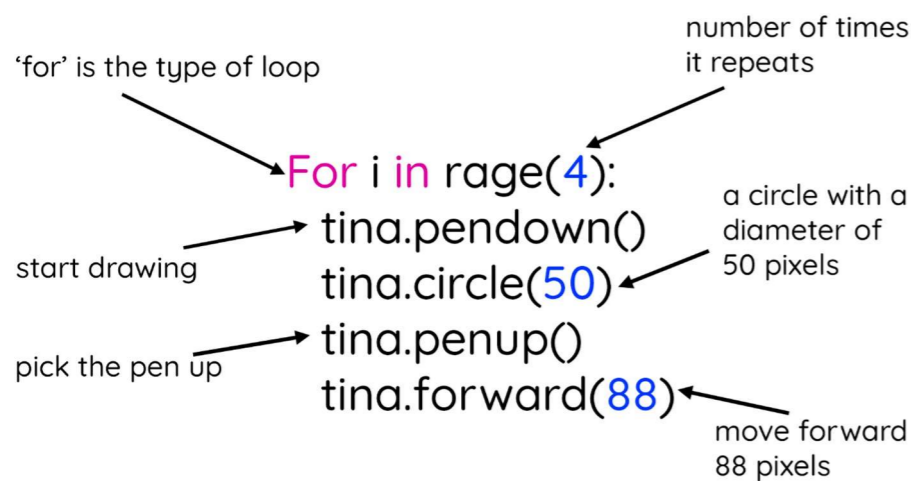 number of times
it repeats
‘for’ is the type of loop
For i in rage(4):
a circle with a
diameter of
50 pixels
tina.pendown()
start drawing
tina.circle(50)
tina.penup()
pick the pen up
tina.forward(88)
move forward
88 pixels